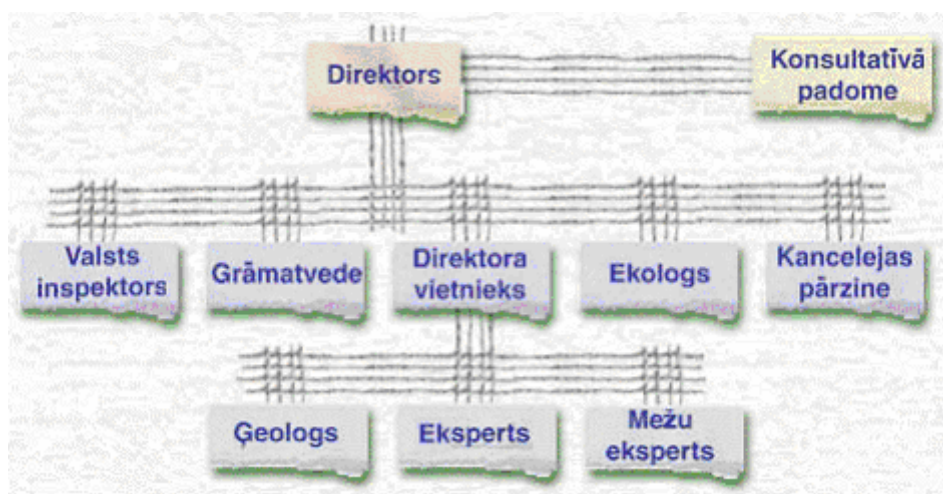 Direktors
Konsultatīvā
padome
Valsts
inspektors
Grāmatvede
Direktora
vietnieks
Ekologs
Kancelejas
pārzine
Ģeologs
Eksperts
Mežu
eksperts